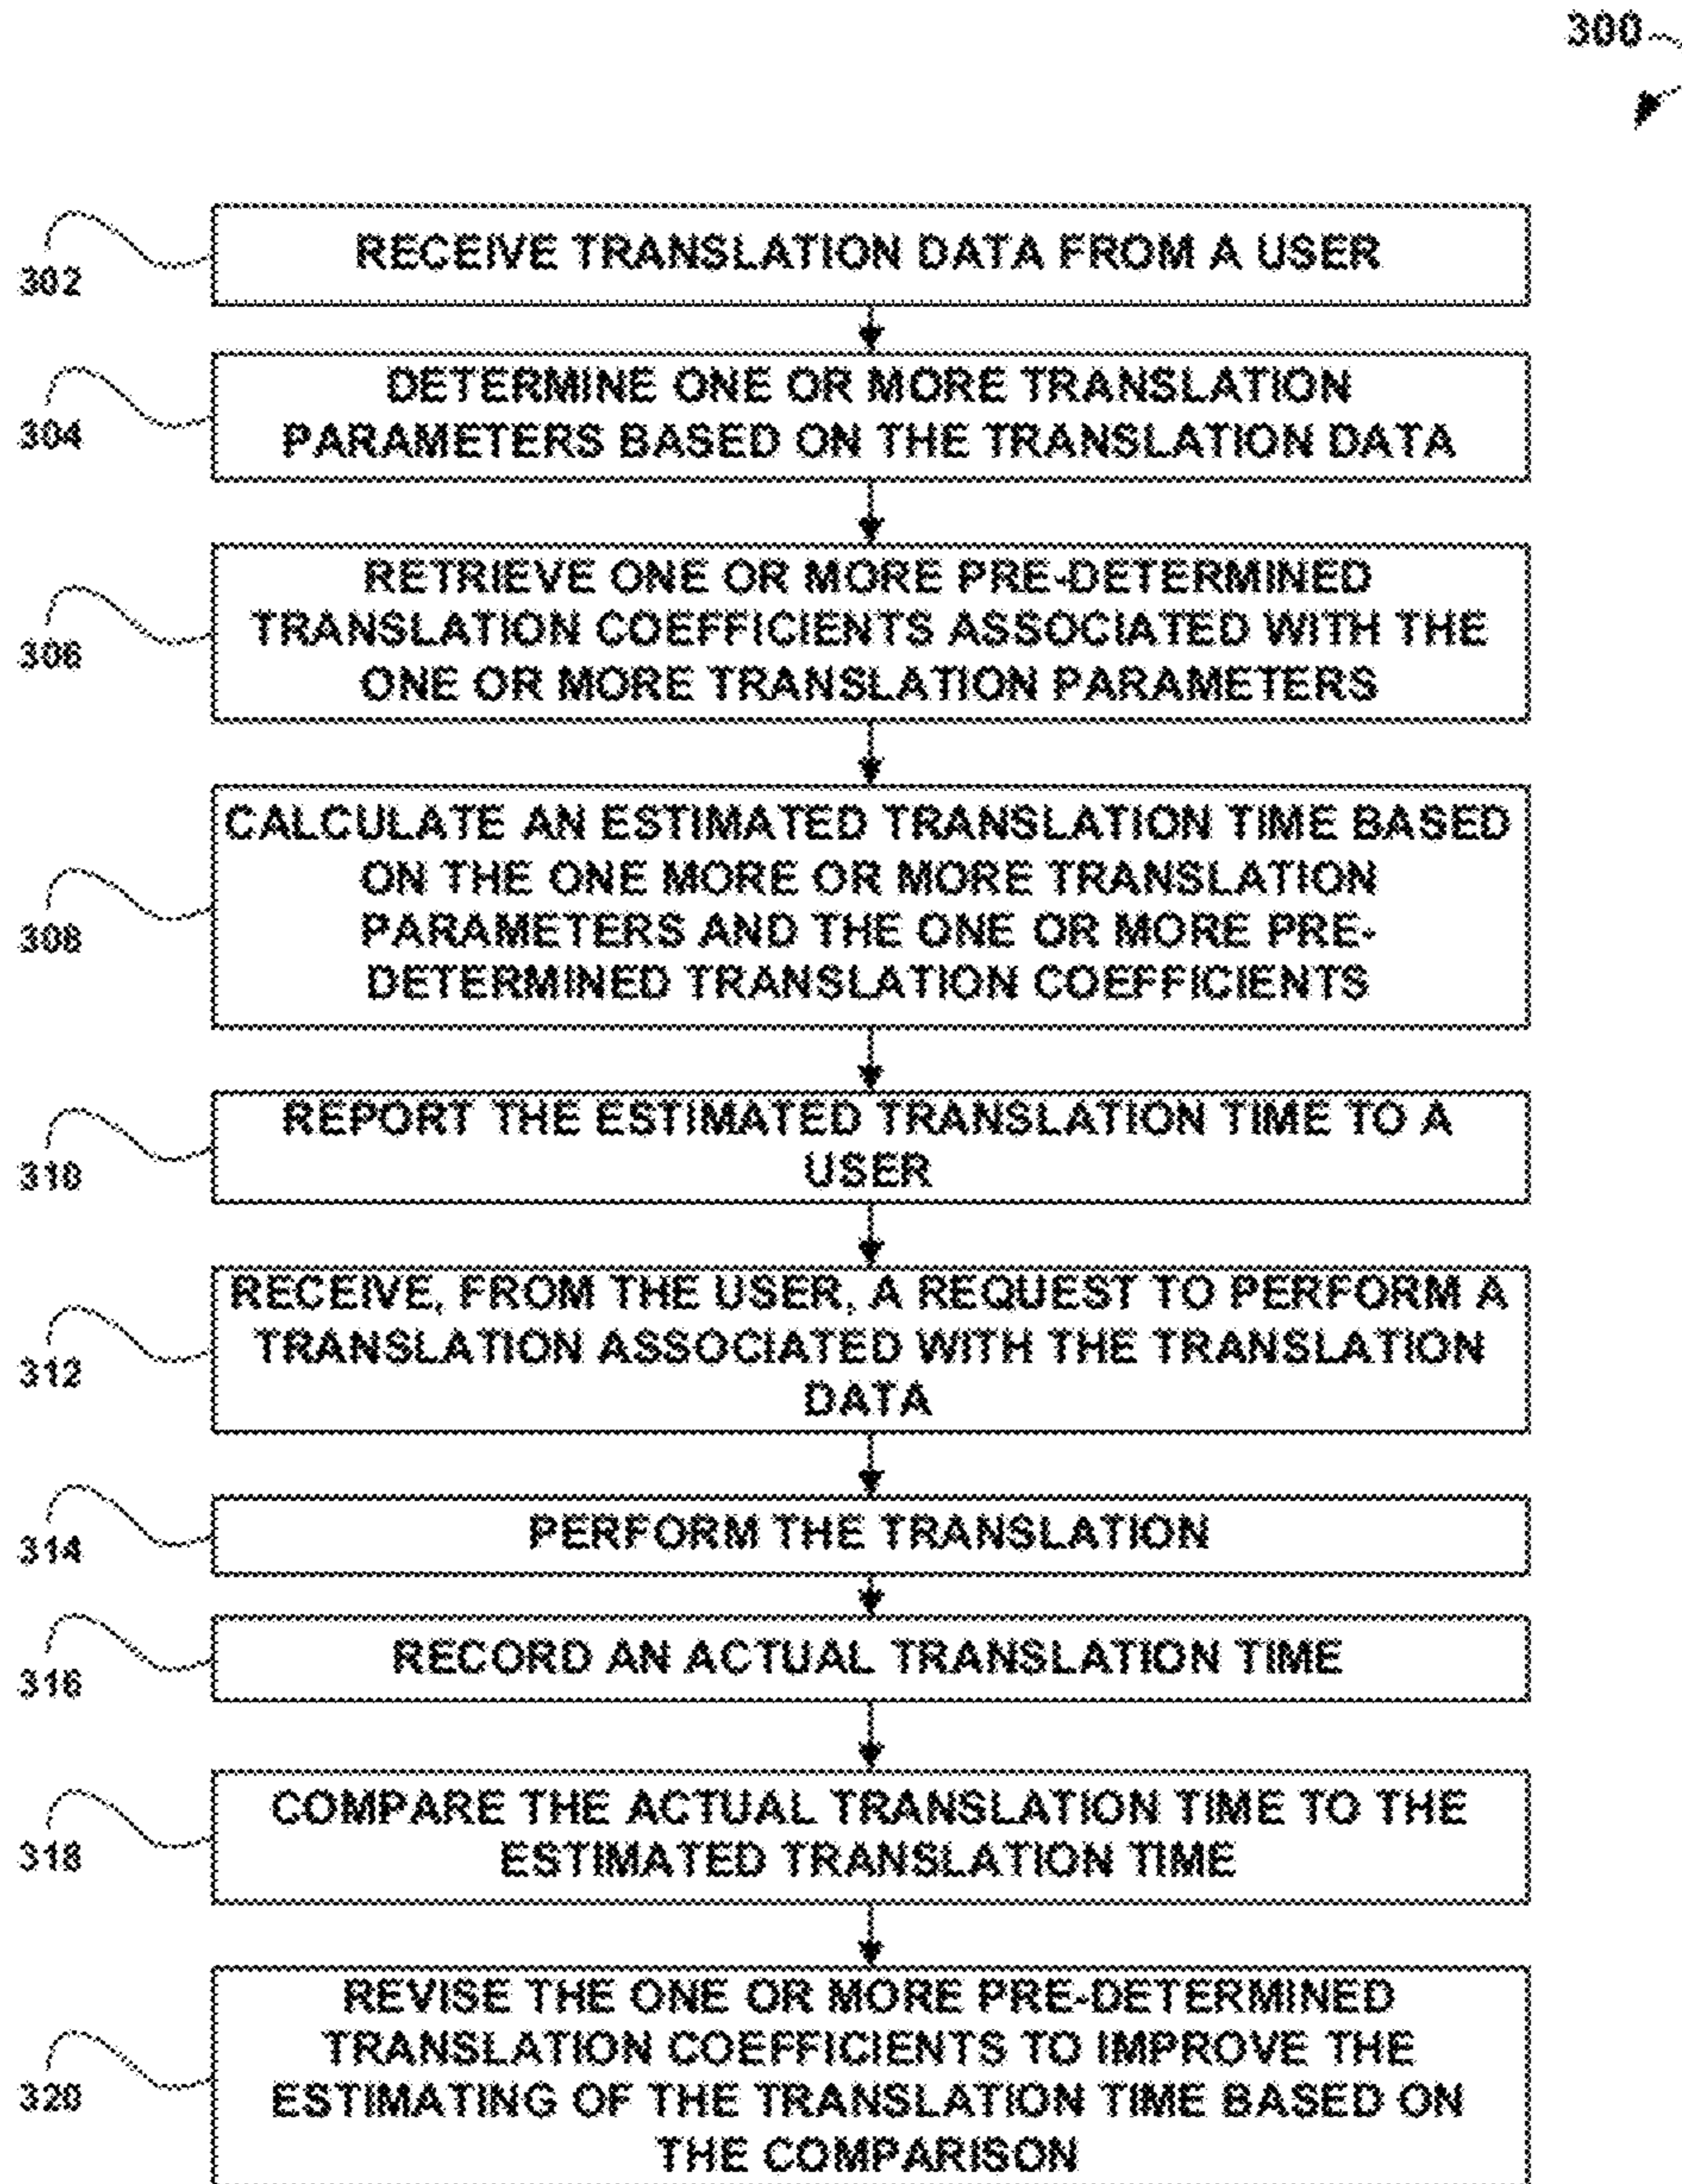 300
302
RECEIVE TRANSLATION DATA FROM A USER
304
DETERMINE ONE OR MORE TRANSLATION
PARAMETERS BASED ON THE TRANSLATION DATA
306
RETRIEVE ONE OR MORE PRE-DETERMINED
TRANSLATION COEFFICIENTS ASSOCIATED WITH THE
ONE OR MORE TRANSLATION PARAMETERS
308
CALCULATE AN ESTIMATED TRANSLATION TIME BASED
ON THE ONE MORE OR MORE TRANSLATION
PARAMETERS AND THE ONE OR MORE PRE-
DETERMINED TRANSLATION COEFFICIENTS
310
REPORT THE ESTIMATED TRANSLATION TIME TO A
USER
312
RECEIVE, FROM THE USER, A REQUEST TO PERFORM A
TRANSLATION ASSOCIATED WITH THE TRANSLATION
DATA
314
PERFORM THE TRANSLATION
316
RECORD AN ACTUAL TRANSLATION TIME
318
COMPARE THE ACTUAL TRANSLATION TIME TO THE
ESTIMATED TRANSLATION TIME
320
REVISE THE ONE OR MORE PRE-DETERMINED
TRANSLATION COEFFICIENTS TO IMPROVE THE
ESTIMATING OF THE TRANSLATION TIME BASED ON
THE COMPARISON